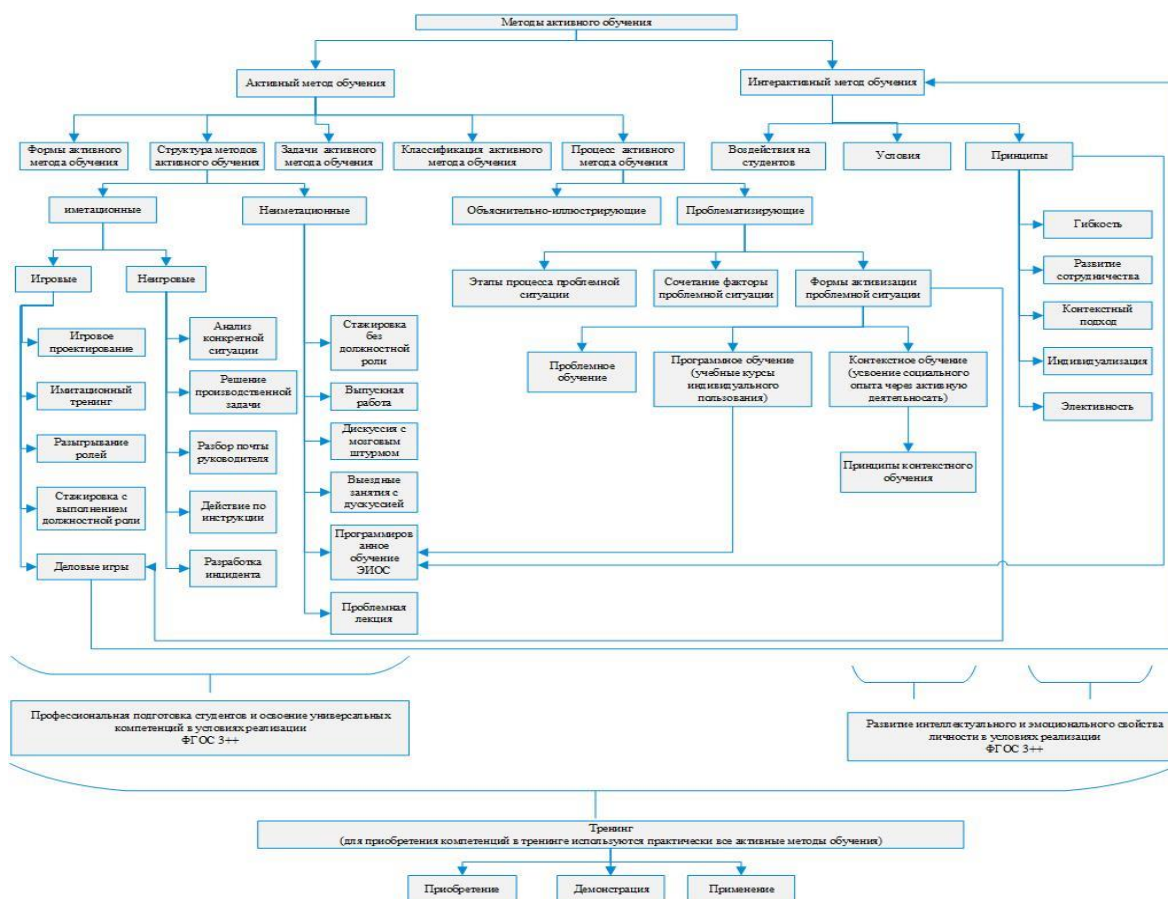 Методы активного обучения
Активный метод обучения
Интерактивный метод обучения
Формы активного
метода обучения
Структура методов
активного обучения
Задачи активного
метода обучения
Классификация активного
метода обучения
Процесс активного
метода обучения
Воздействия на
студентов
Условия
Принципы
иметационные
Неиметационные
Объяснительно-иллюстрирующие
Проблематизирующие
Гибкость
Развитие
сотрудничества
Контекстный
подход
Индивидуализация
Элективность
Игровые
Неигровые
Этапы процесса проблемной
ситуации
Сочетание факторы
проблемной ситуации
Формы активизации
проблемной ситуации
Игровое
проектирование
Имитационный
тренинг
Разыгрывание
ролей
Стажировка с
выполнением
должностной роли
Деловые игры
Анализ
конкретной
ситуации
Решение
производственной
задачи
Разбор почты
руководителя
Действие по
инструкции
Разработка
инцидента
Стажировка
без
должностной
роли
Выпускная
работа
Дискуссия с
мозговым
штурмом
Выездные
занятия с
дускуссией
Программиров
анное
обучение
ЭИОС
Проблемная
лекция
Проблемное
обучение
Программное обучение
(учебные курсы
индивидуального
пользования)
Контекстное обучение
(усвоение социального
опыта через активную
деятельносать)
Принципы контекстного
обучения
Профессиональная подготовка студентов и освоение универсальных
компетенций в условиях реализации
ФГОС 3++
Развитие интеллектуального и эмоционального свойства
личности в условиях реализации
ФГОС 3++
Тренинг
(для приобретения компетенций в тренинге используются практически все активные методы обучения)
Приобретение
Демонстрация
Применение